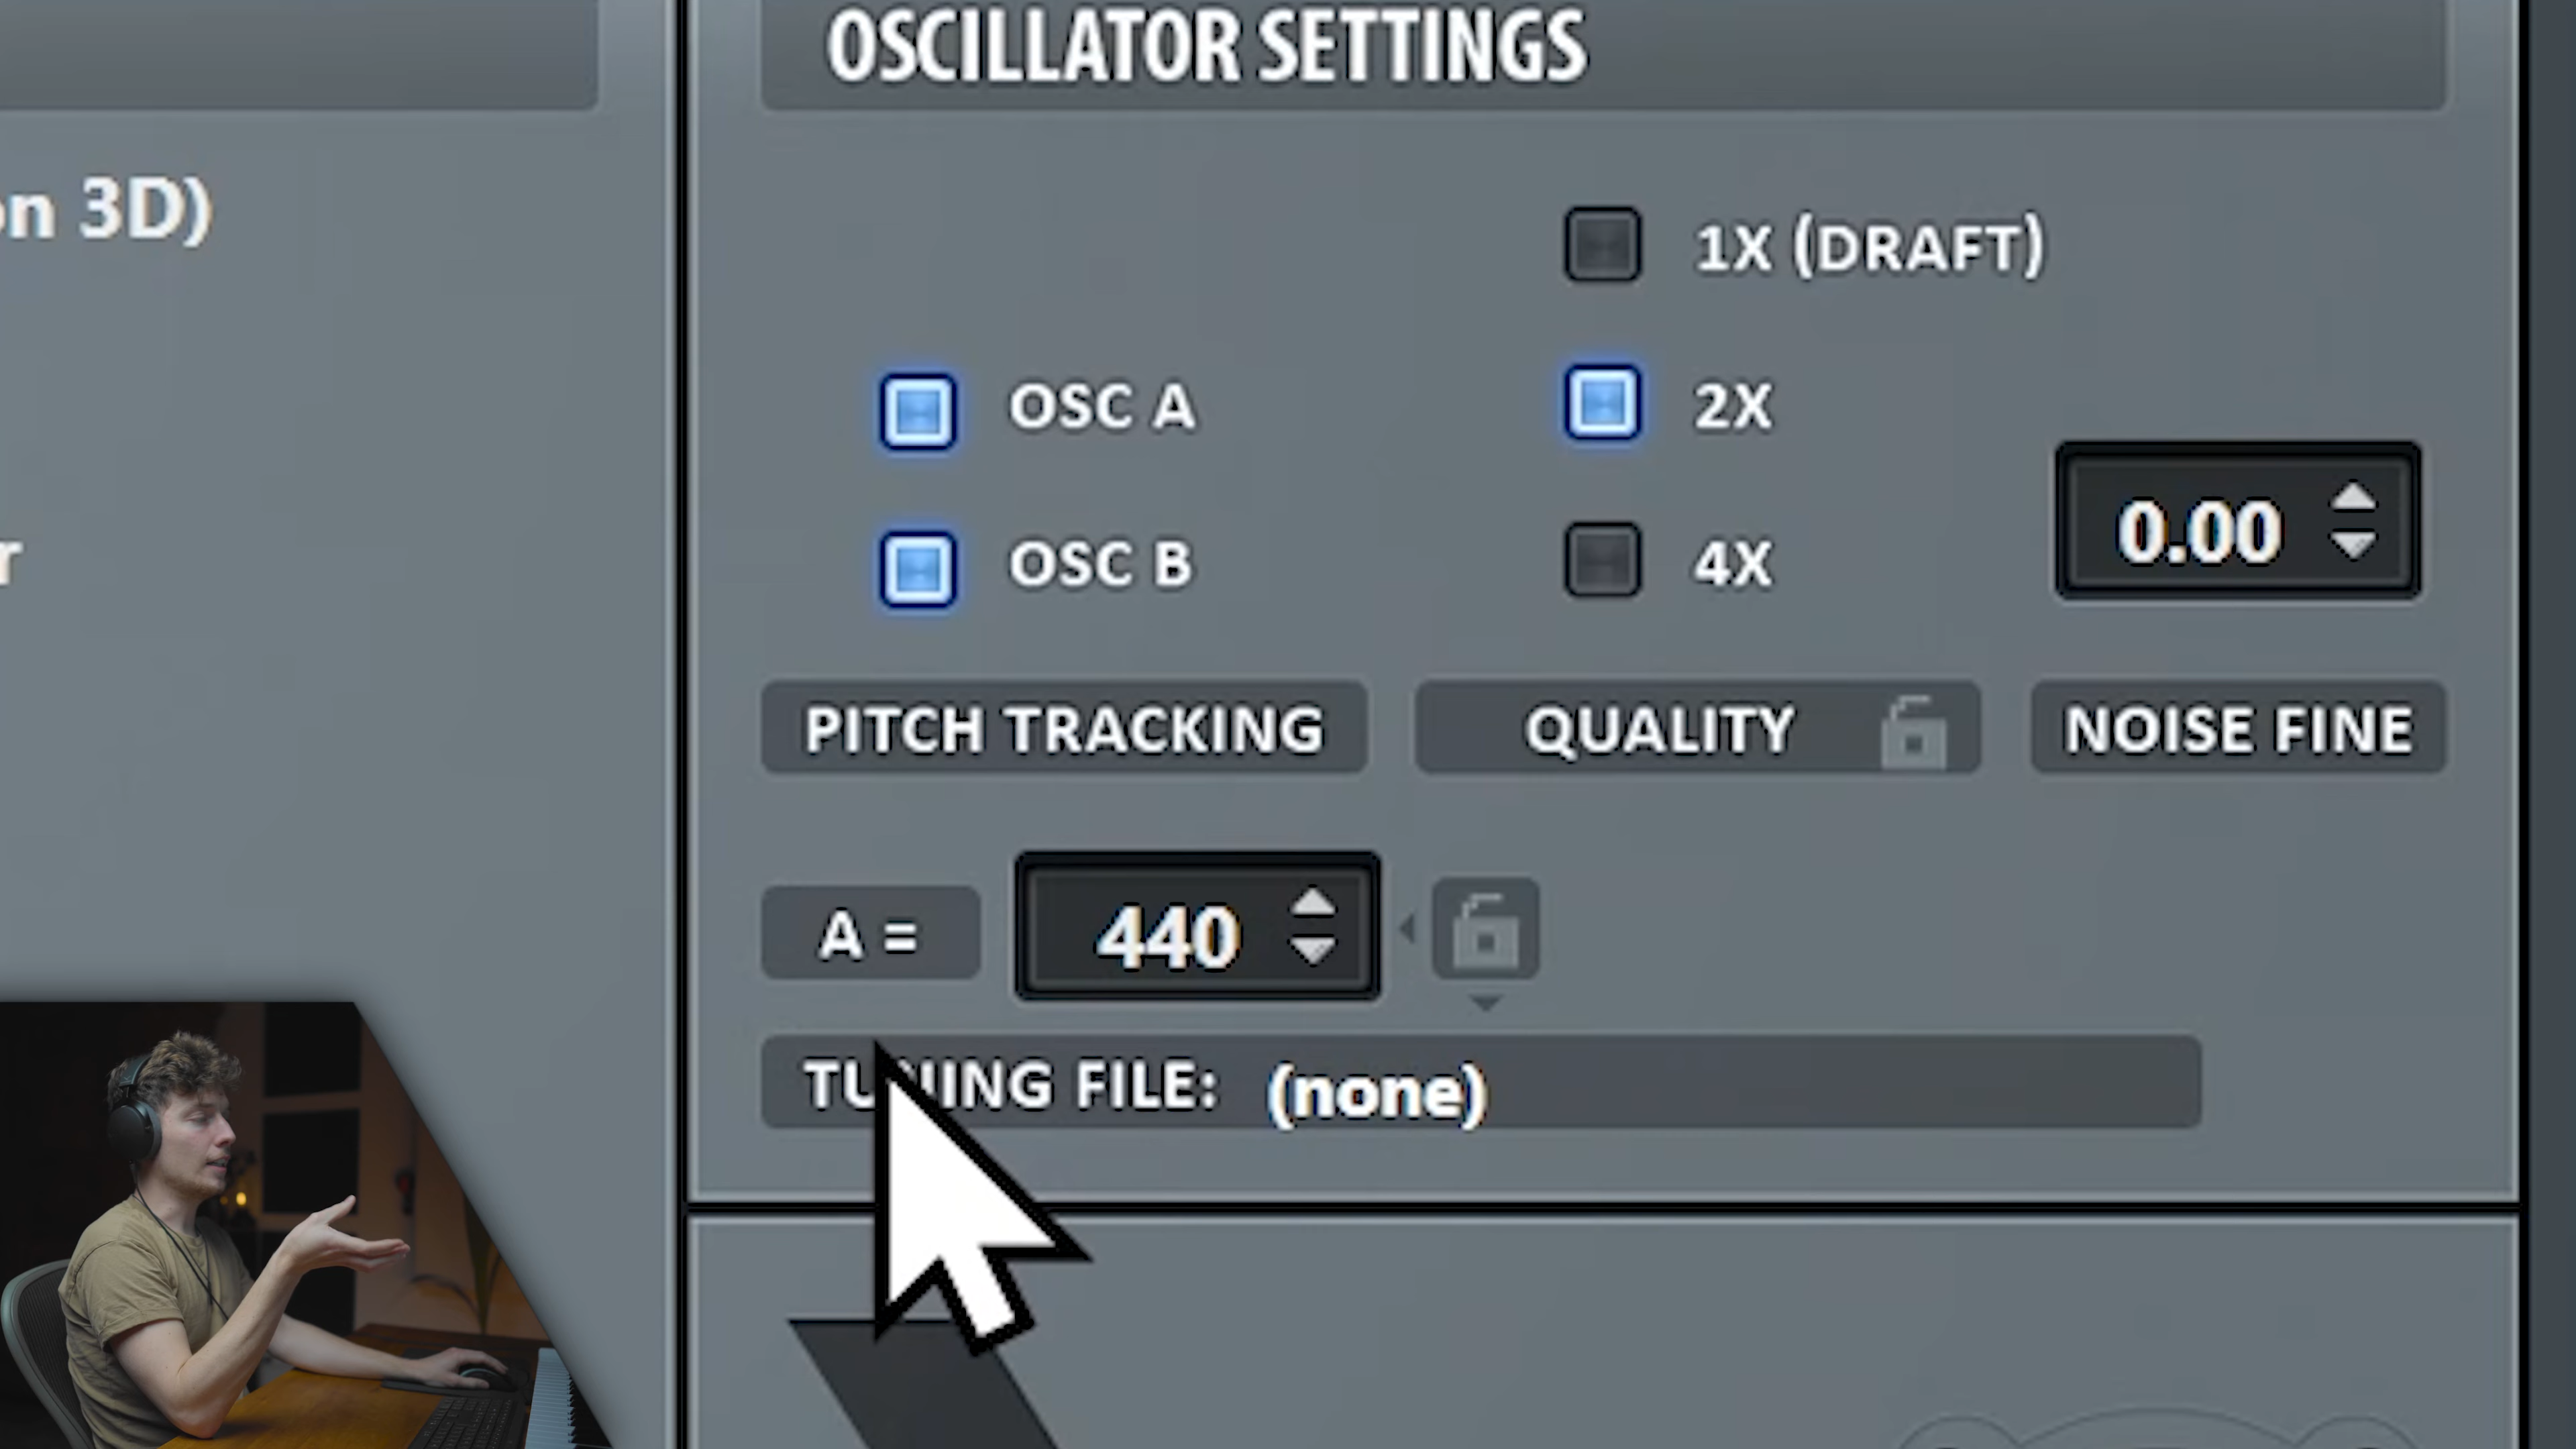 OSCILLATOR SETTINGS
on 3D)
1X (DRAFT)
OSC A
2X
0.00
r
OSC B
4X
PITCH TRACKING
QUALITY
NOISE FINE
A =
440
TUNING FILE: (none)